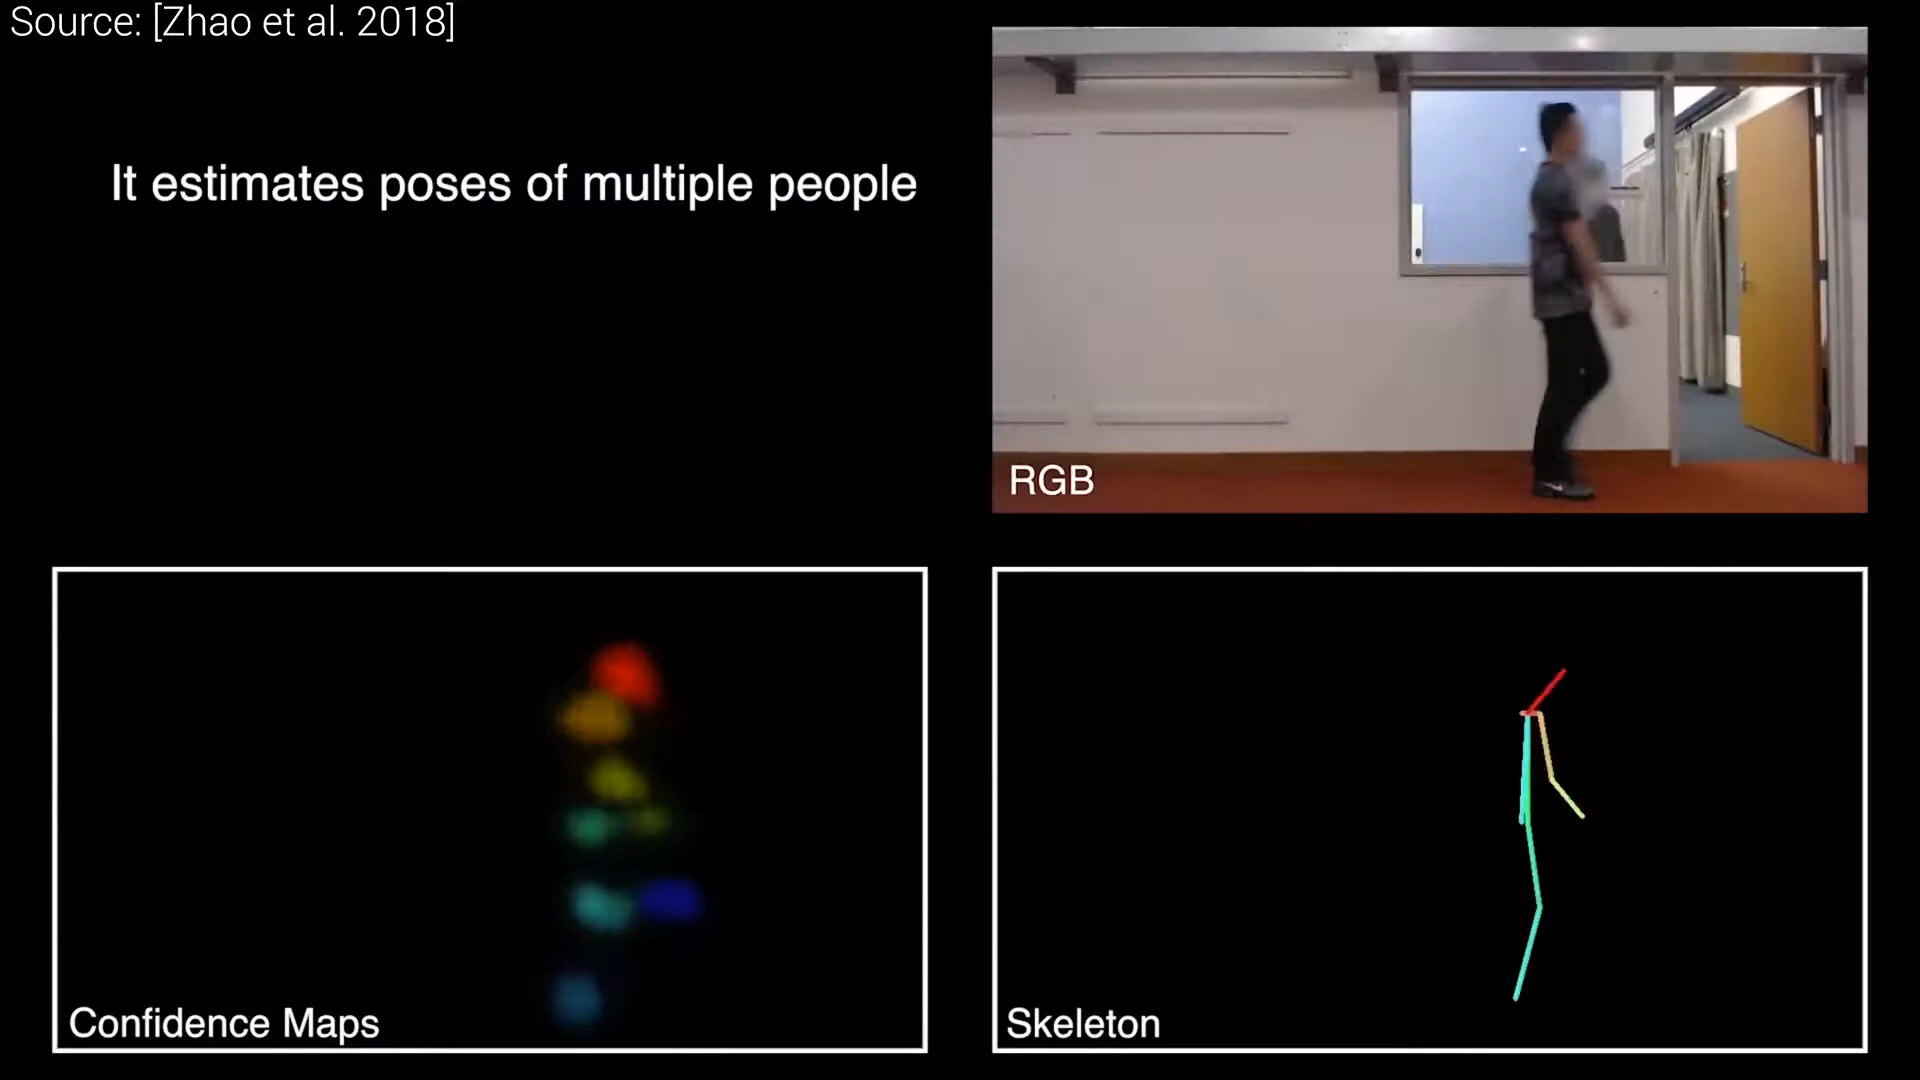 Source: [Zhao et al. 2018]
It estimates poses of multiple people
RGB
Confidence Maps
Skeleton